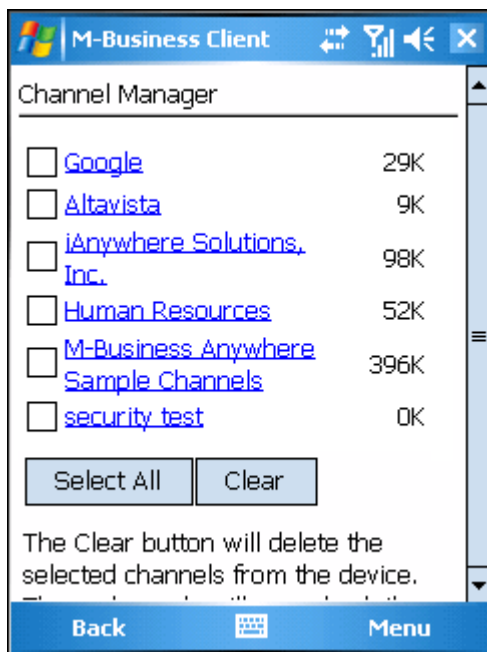 M-Business Client
Channel Manager
Google 29K
Altavista 9K
iAnywhere Solutions,
Inc. 98K
Human Resources 52K
M-Business Anywhere
Sample Channels 396K
security test 0K
Select All Clear
The Clear button will delete the
selected channels from the device.
Back Menu